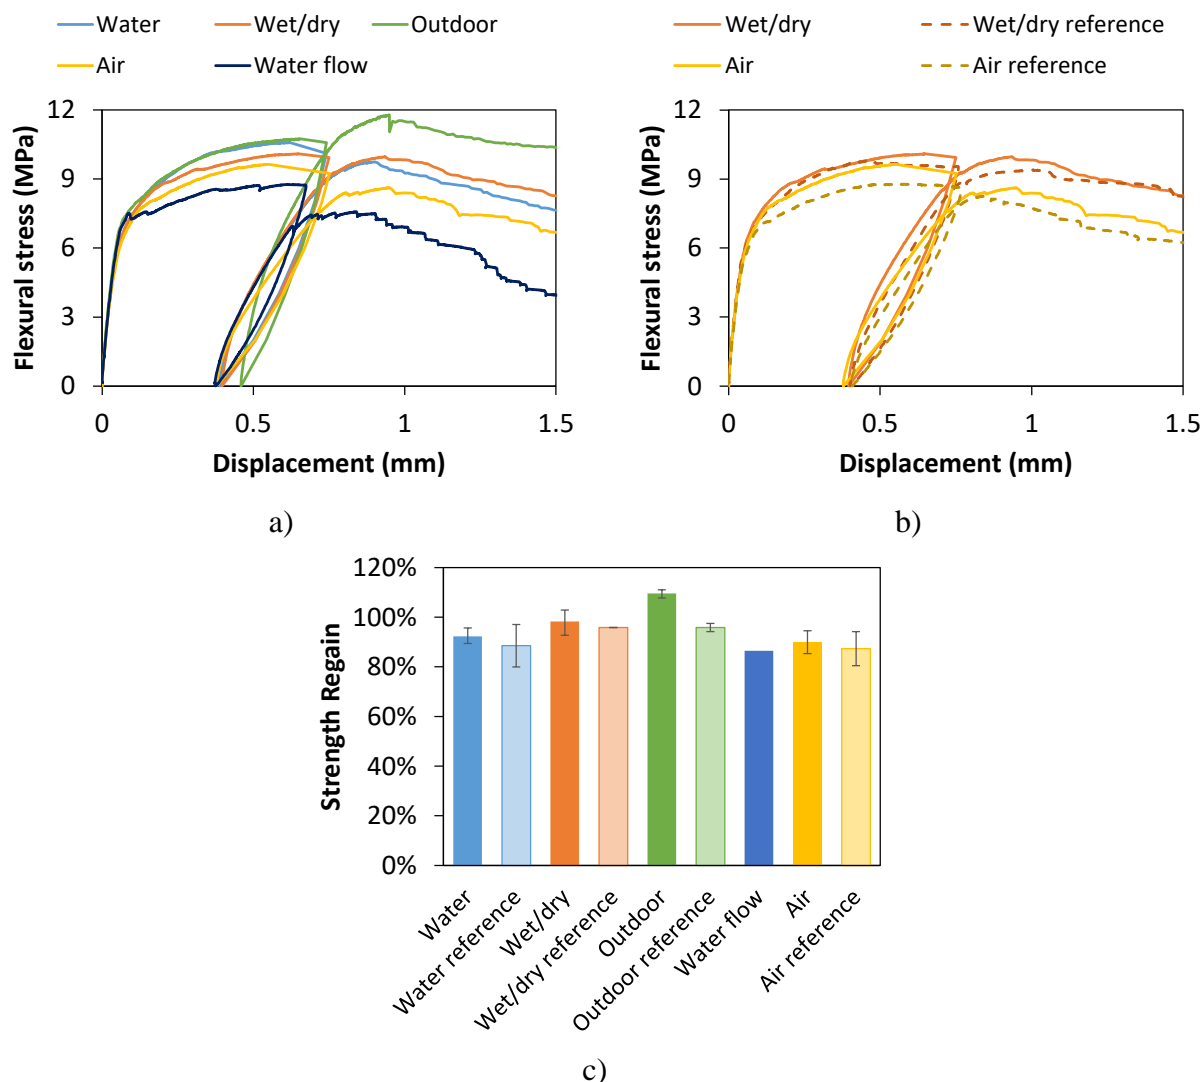 Water Wet/dry Outdoor
Air Water flow
Flexural stress (MPa)
12
9
6
3
0
0 0.5 1 1.5
Displacement (mm)
a)
Wet/dry Wet/dry reference
Air Air reference
Flexural stress (MPa)
12
9
6
3
0
0 0.5 1 1.5
Displacement (mm)
b)
Strength Regain
120%
100%
80%
60%
40%
20%
0%
Water
Water reference
Wet/dry
Wet/dry reference
Outdoor
Outdoor reference
Water flow
Air
Air reference
c)